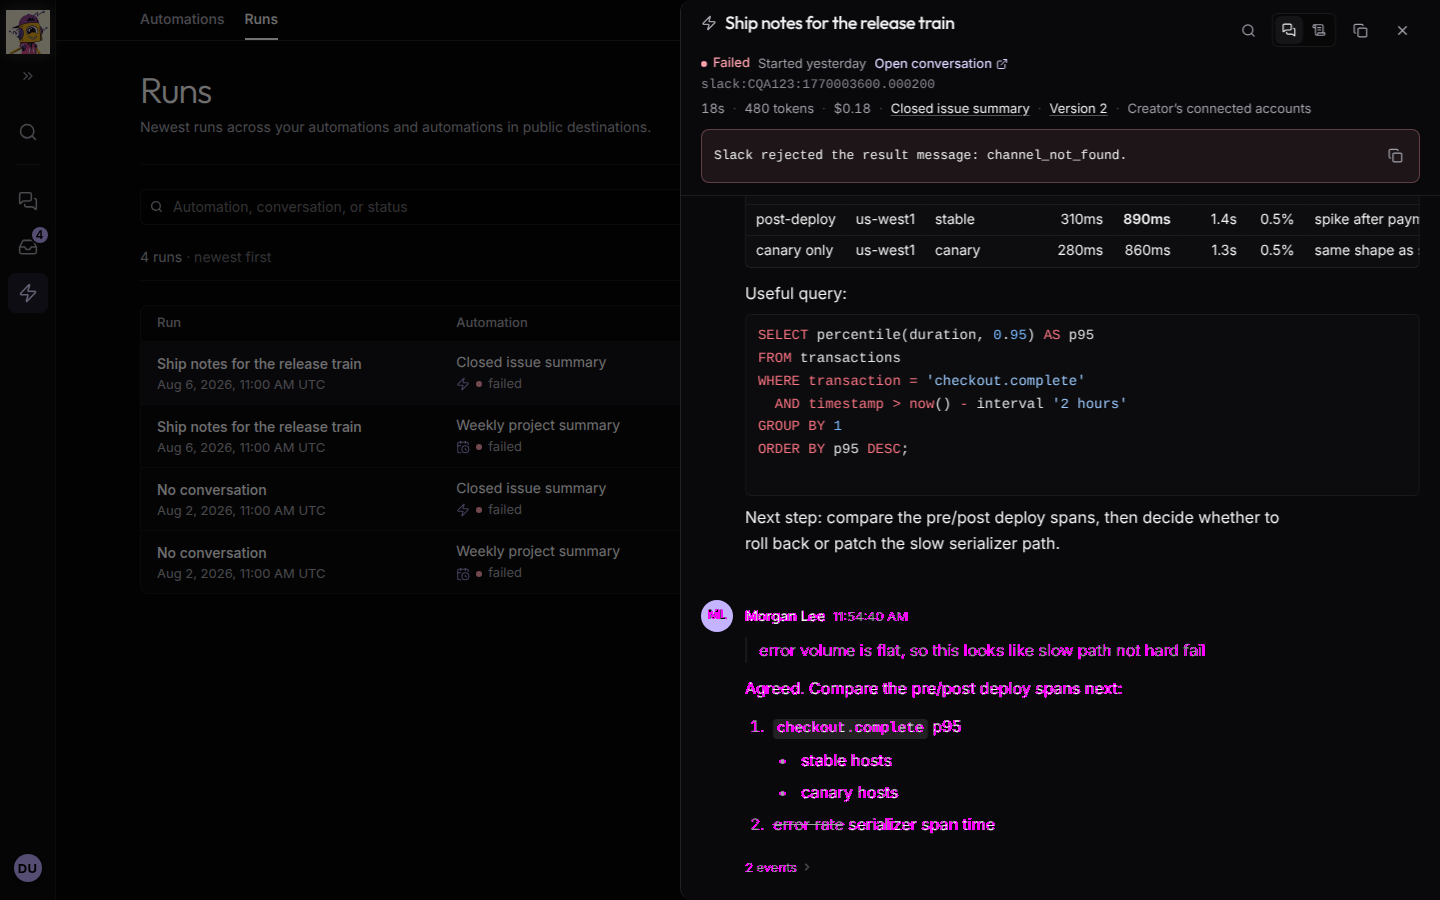 Automations Runs
Runs
Newest runs across your automations and automations in public destinations.
Automation, conversation, or status
4 runs · newest first
Run Automation
Ship notes for the release train Closed issue summary
Aug 6, 2026, 11:00 AM UTC failed
Ship notes for the release train Weekly project summary
Aug 6, 2026, 11:00 AM UTC failed
No conversation Closed issue summary
Aug 2, 2026, 11:00 AM UTC failed
No conversation Weekly project summary
Aug 2, 2026, 11:00 AM UTC failed
4
DU
Ship notes for the release train
Failed Started yesterday Open conversation
slack:CQA123:1770003600.000200
18s · 480 tokens · $0.18 · Closed issue summary · Version 2 · Creator's connected accounts
Slack rejected the result message: channel_not_found.
post-deploy us-west1 stable 310ms 890ms 1.4s 0.5% spike after
canary only us-west1 canary 280ms 860ms 1.3s 0.5% same shape as
Useful query:
SELECT percentile(duration, 0.95) AS p95
FROM transactions
WHERE transaction = 'checkout.complete'
AND timestamp > now() - interval '2 hours'
GROUP BY 1
ORDER BY p95 DESC;
Next step: compare the pre/post deploy spans, then decide whether to
roll back or patch the slow serializer path.
ML
Morgan Lee 11:54:40 AM
error volume is flat, so this looks like slow path not hard fail
Agreed. Compare the pre/post deploy spans next:
1. checkout.complete p95
• stable hosts
• canary hosts
2. error rate serializer span time
2 events